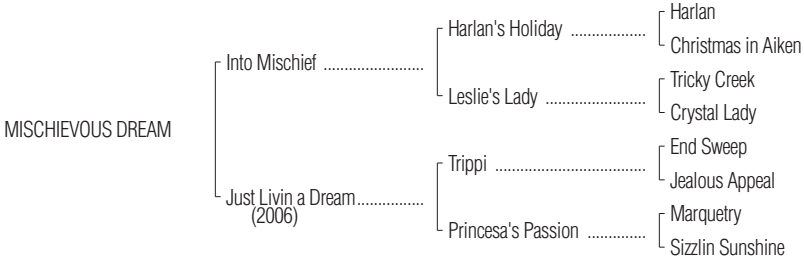 Harlan
Harlan's Holiday ....................
Christmas in Aiken
Into Mischief ..........................
Tricky Creek
Leslie's Lady ..........................
Crystal Lady
MISCHIEVOUS DREAM
End Sweep
Trippi .......................................
Jealous Appeal
Just Livin a Dream.................
(2006)
Marquetry
Princesa's Passion ...............
Sizzlin Sunshine